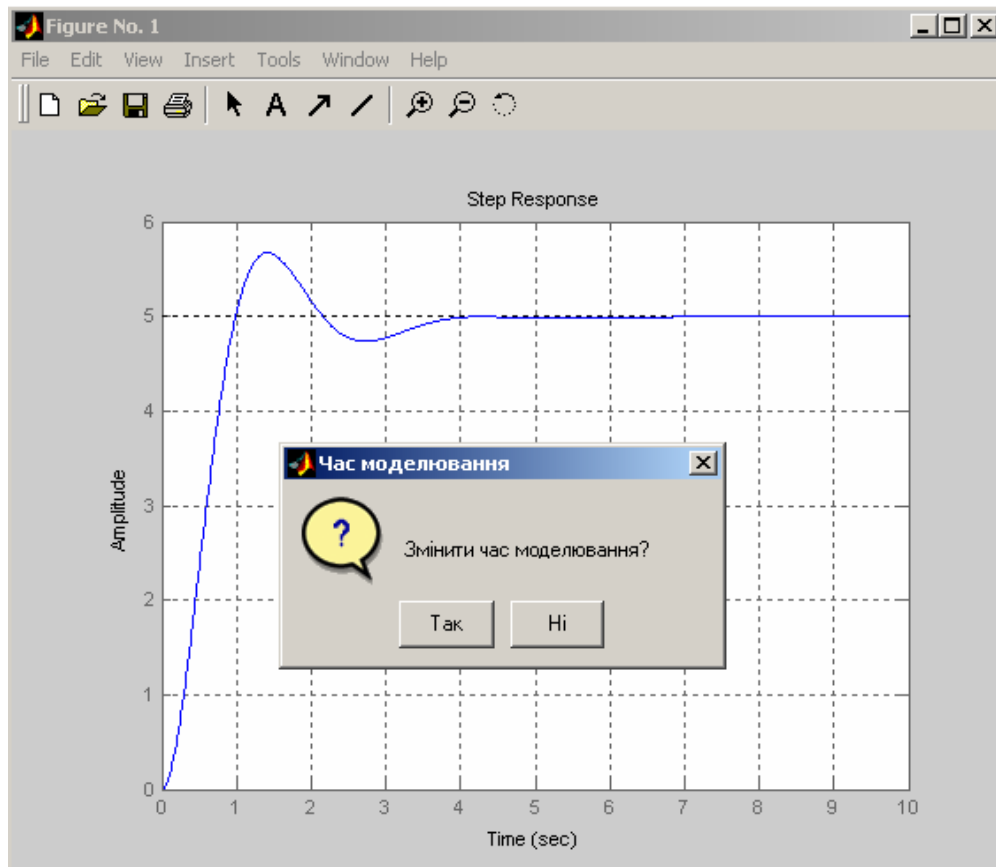 Figure No. 1
File Edit View Insert Tools Window Help
A
Step Response
6
5
4
3
2
1
0
Amplitude
Час моделювання
?
Змінити час моделювання?
Так Ні
0 1 2 3 4 5 6 7 8 9 10
Time (sec)